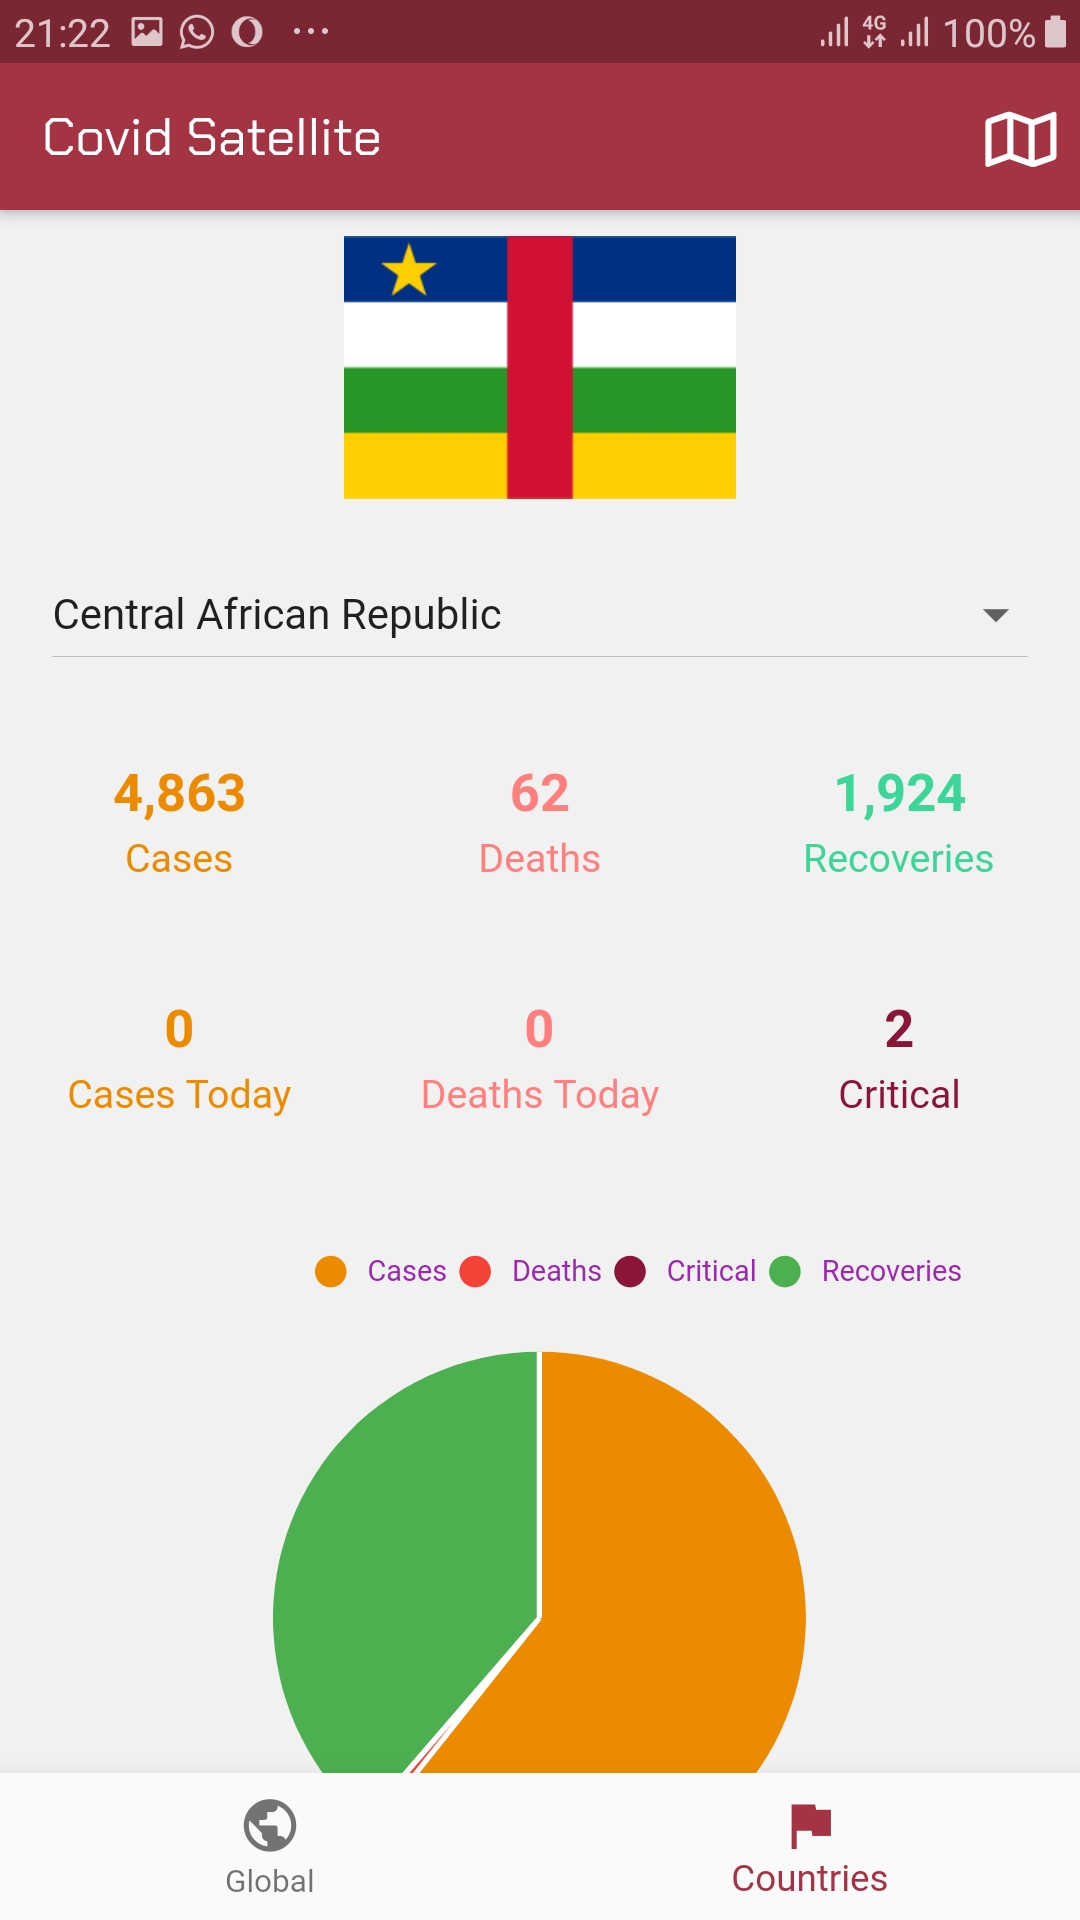 21:22 4G 100%
Covid Satellite
Central African Republic
4,863 62 1,924
Cases Deaths Recoveries
0 0 2
Cases Today Deaths Today Critical
Cases Deaths Critical Recoveries
Global Countries